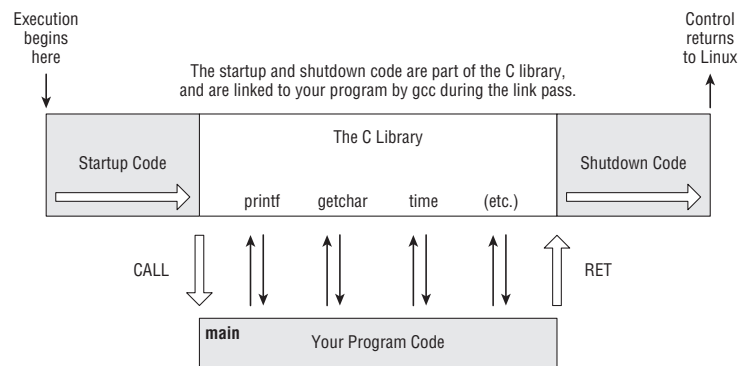 Execution
begins
here
Control
returns
to Linux
The startup and shutdown code are part of the C library,
and are linked to your program by gcc during the link pass.
Startup Code
The C Library
Shutdown Code
printf
getchar
time
(etc.)
CALL
RET
main
Your Program Code